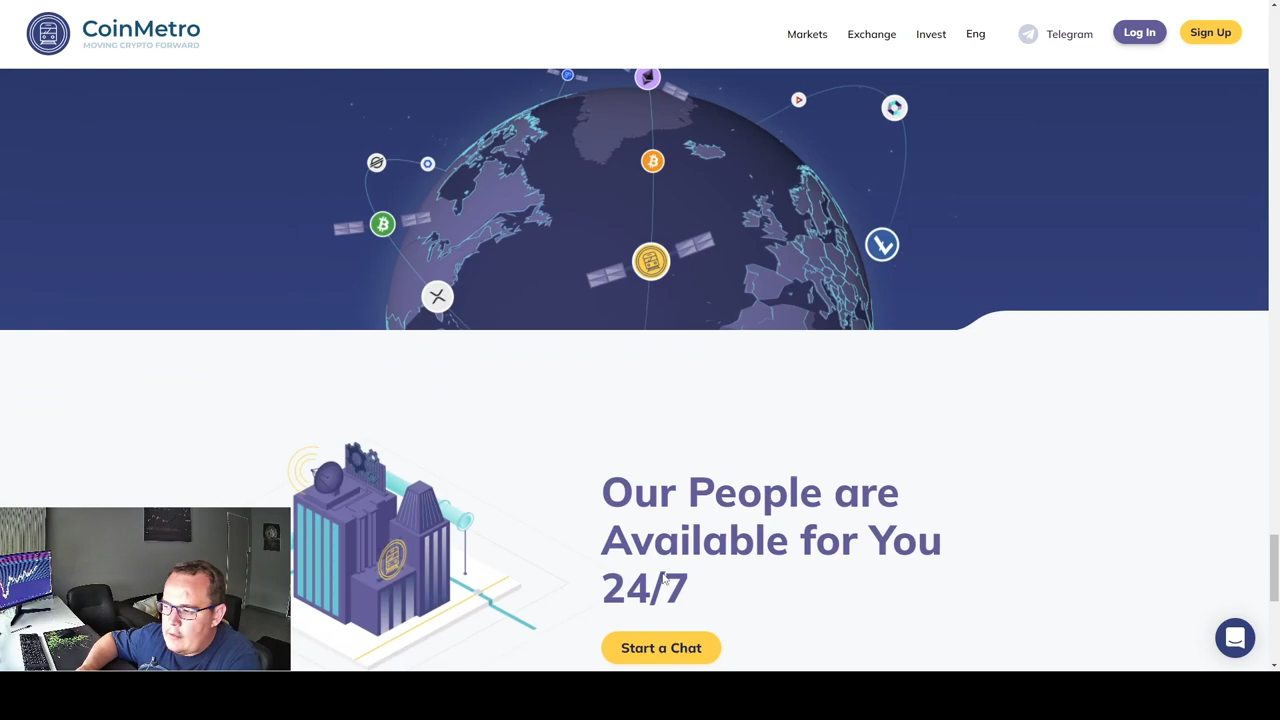 CoinMetro
MOVING CRYPTO FORWARD
Markets
Exchange
Invest
Eng
Telegram
Log In
Sign Up
Our People are
Available for You
24/7
Start a Chat